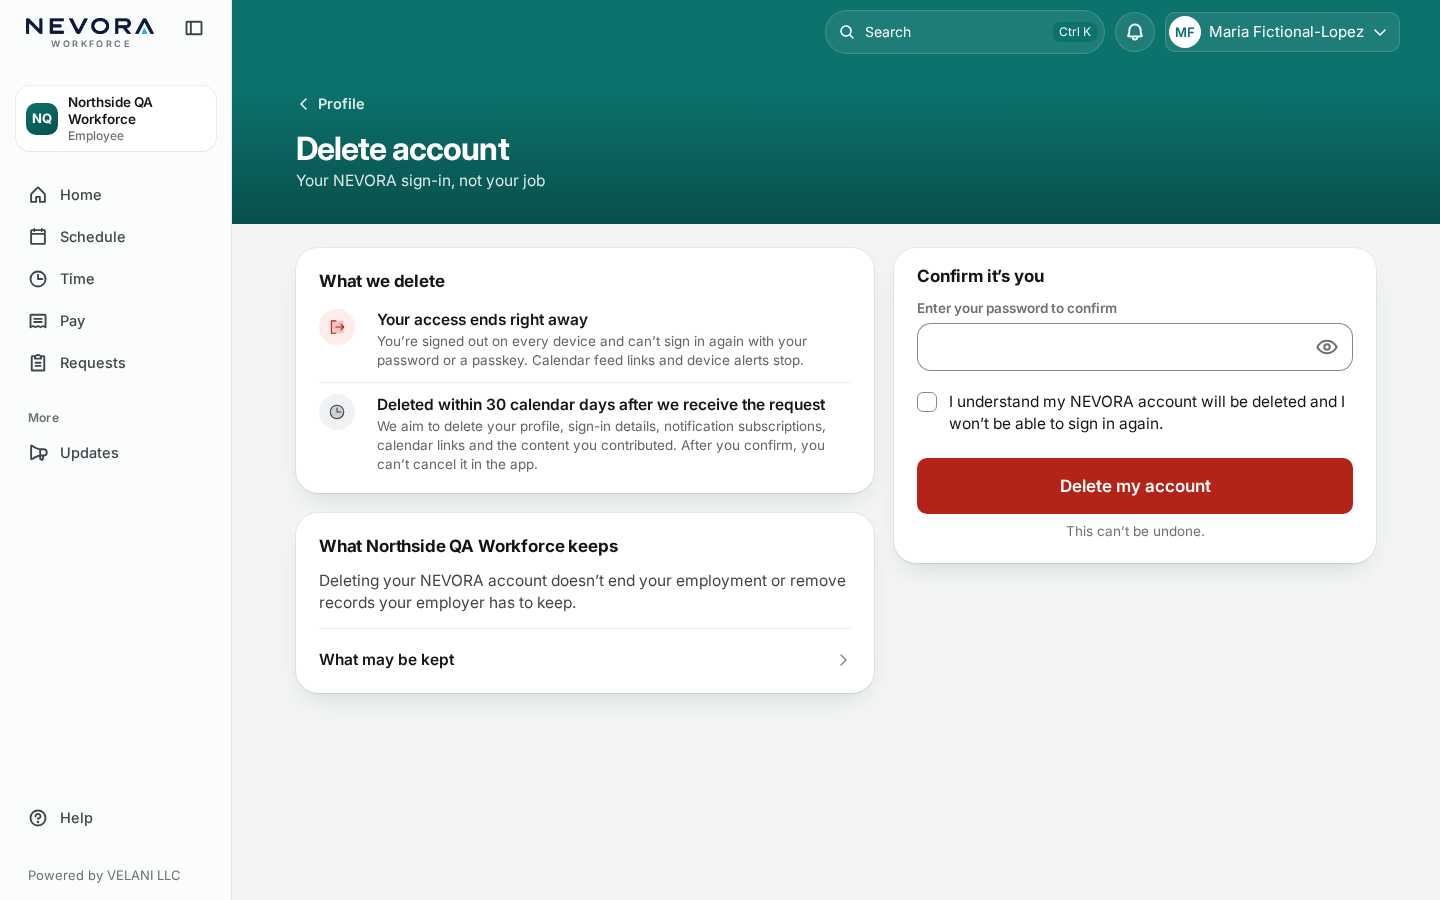 NEVORA
WORKFORCE
NQ
Northside QA
Workforce
Employee
Home
Schedule
Time
Pay
Requests
More
Updates
Help
Powered by VELANI LLC
Search
Ctrl K
MF
Maria Fictional-Lopez
Profile
Delete account
Your NEVORA sign-in, not your job
What we delete
Your access ends right away
You’re signed out on every device and can’t sign in again with your
password or a passkey. Calendar feed links and device alerts stop.
Deleted within 30 calendar days after we receive the request
We aim to delete your profile, sign-in details, notification subscriptions,
calendar links and the content you contributed. After you confirm, you
can’t cancel it in the app.
What Northside QA Workforce keeps
Deleting your NEVORA account doesn’t end your employment or remove
records your employer has to keep.
What may be kept
Confirm it’s you
Enter your password to confirm
I understand my NEVORA account will be deleted and I
won’t be able to sign in again.
Delete my account
This can’t be undone.